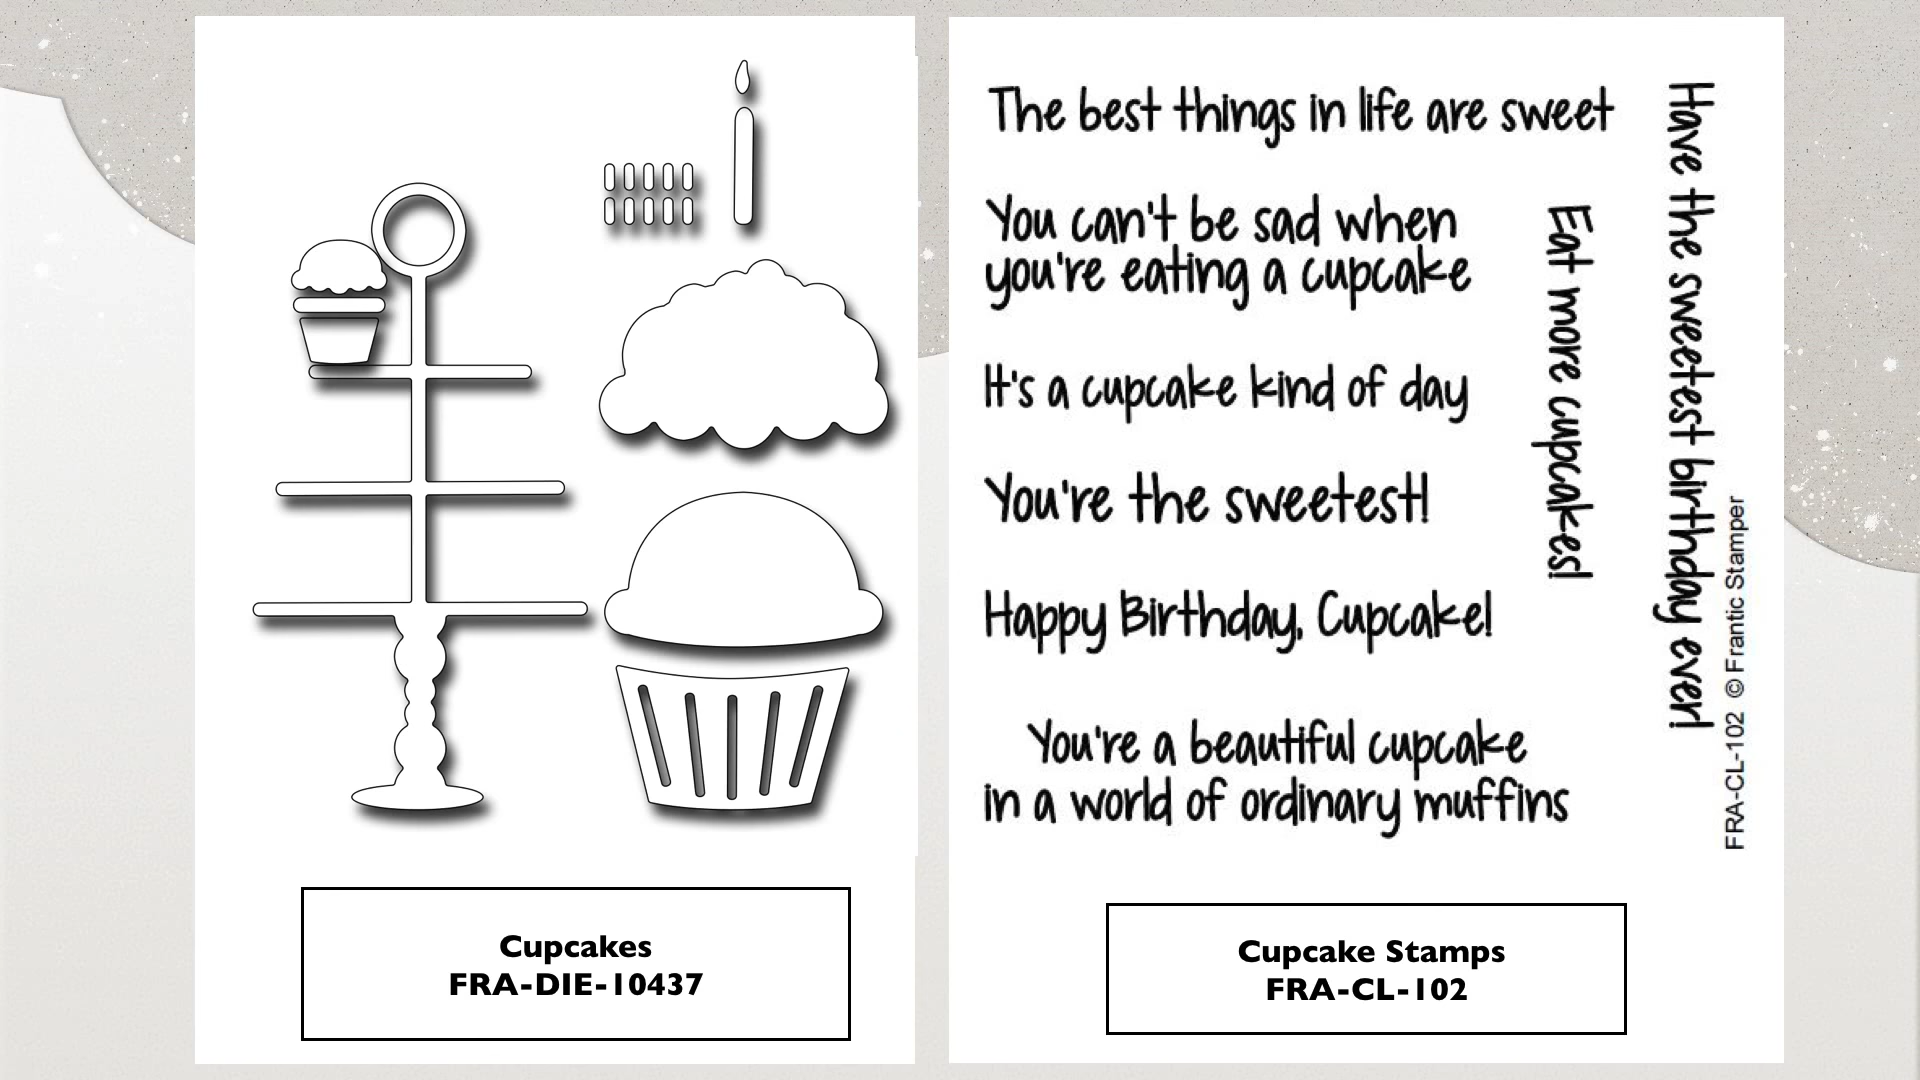 The best things in life are sweet
You can't be sad when
you're eating a cupcake
It's a cupcake kind of day
You're the sweetest!
Happy Birthday, Cupcake!
You're a beautiful cupcake
in a world of ordinary muffins
Eat more cupcakes!
Have the sweetest birthday ever!
FRA-CL-102 © Frantic Stamper
Cupcakes
FRA-DIE-10437
Cupcake Stamps
FRA-CL-102